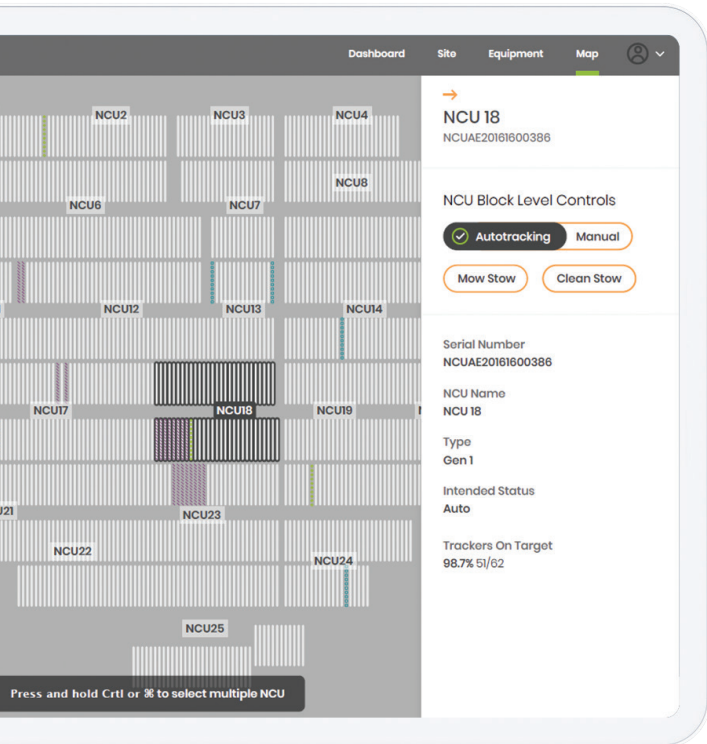 Dashboard Site Equipment Map
NCU2 NCU3 NCU4
NCU8
NCU6 NCU7
NCU12 NCU13 NCU14
NCU17 NCU18 NCU19
U21
NCU23
NCU22
NCU24
NCU25
Press and hold Crtl or ⌘ to select multiple NCU
NCU 18
NCUAE20161600386
NCU Block Level Controls
Autotracking Manual
Mow Stow Clean Stow
Serial Number
NCUAE20161600386
NCU Name
NCU 18
Type
Gen 1
Intended Status
Auto
Trackers On Target
98.7% 51/62